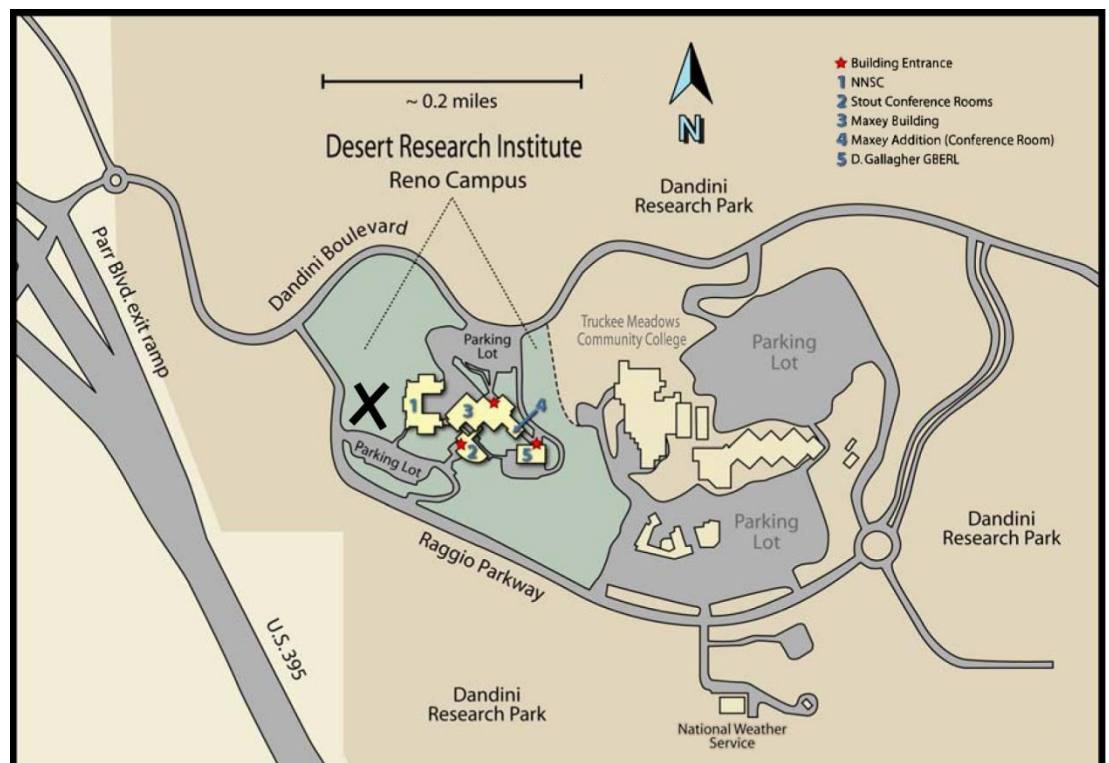 ~ 0.2 miles
N
★ Building Entrance
1 NNSC
2 Stout Conference Rooms
3 Maxey Building
4 Maxey Addition (Conference Room)
5 D. Gallagher GBERL
Desert Research Institute
Reno Campus
Dandini
Research Park
Dandini Boulevard
Parr Blvd. exit ramp
Truckee Meadows
Community College
Parking
Lot
Parking
Lot
X
1
3
4
2
5
Parking Lot
Parking
Lot
Dandini
Research Park
Raggio Parkway
U.S. 395
Dandini
Research Park
National Weather
Service